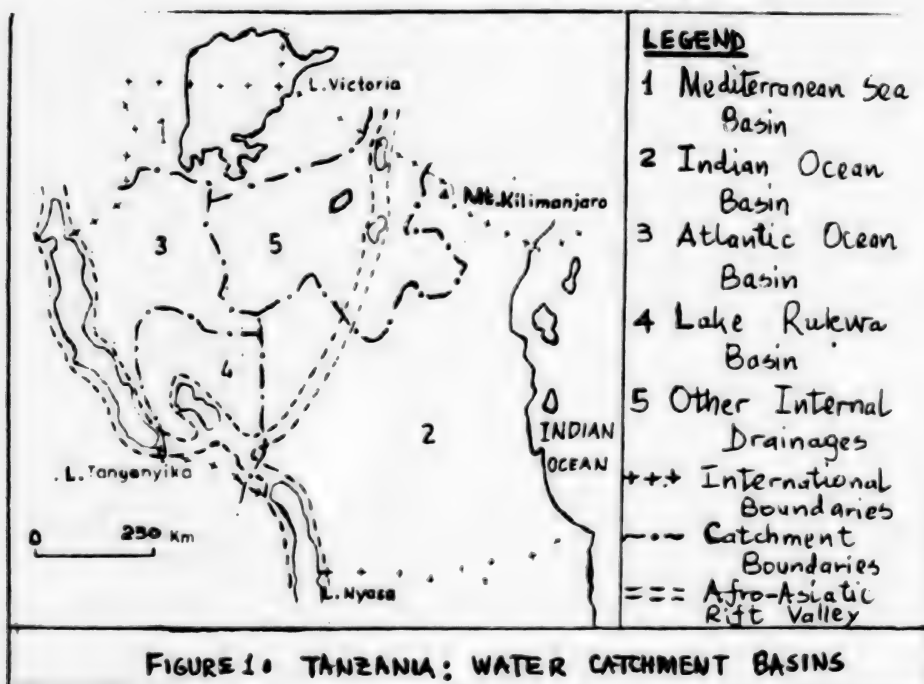 L. Victoria
1
Mt. Kilimanjaro
3
5
4
2
INDIAN
OCEAN
.L. Tangenyika
0 250 Km
L. Nyasa
LEGEND
1 Mediterranean Sea
Basin
2 Indian Ocean
Basin
3 Atlantic Ocean
Basin
4 Lake Rukwa
Basin
5 Other Internal
Drainages
+++ International
Boundaries
—·— Catchment
Boundaries
=== Afro-Asiatic
Rift Valley
FIGURE 1. TANZANIA: WATER CATCHMENT BASINS